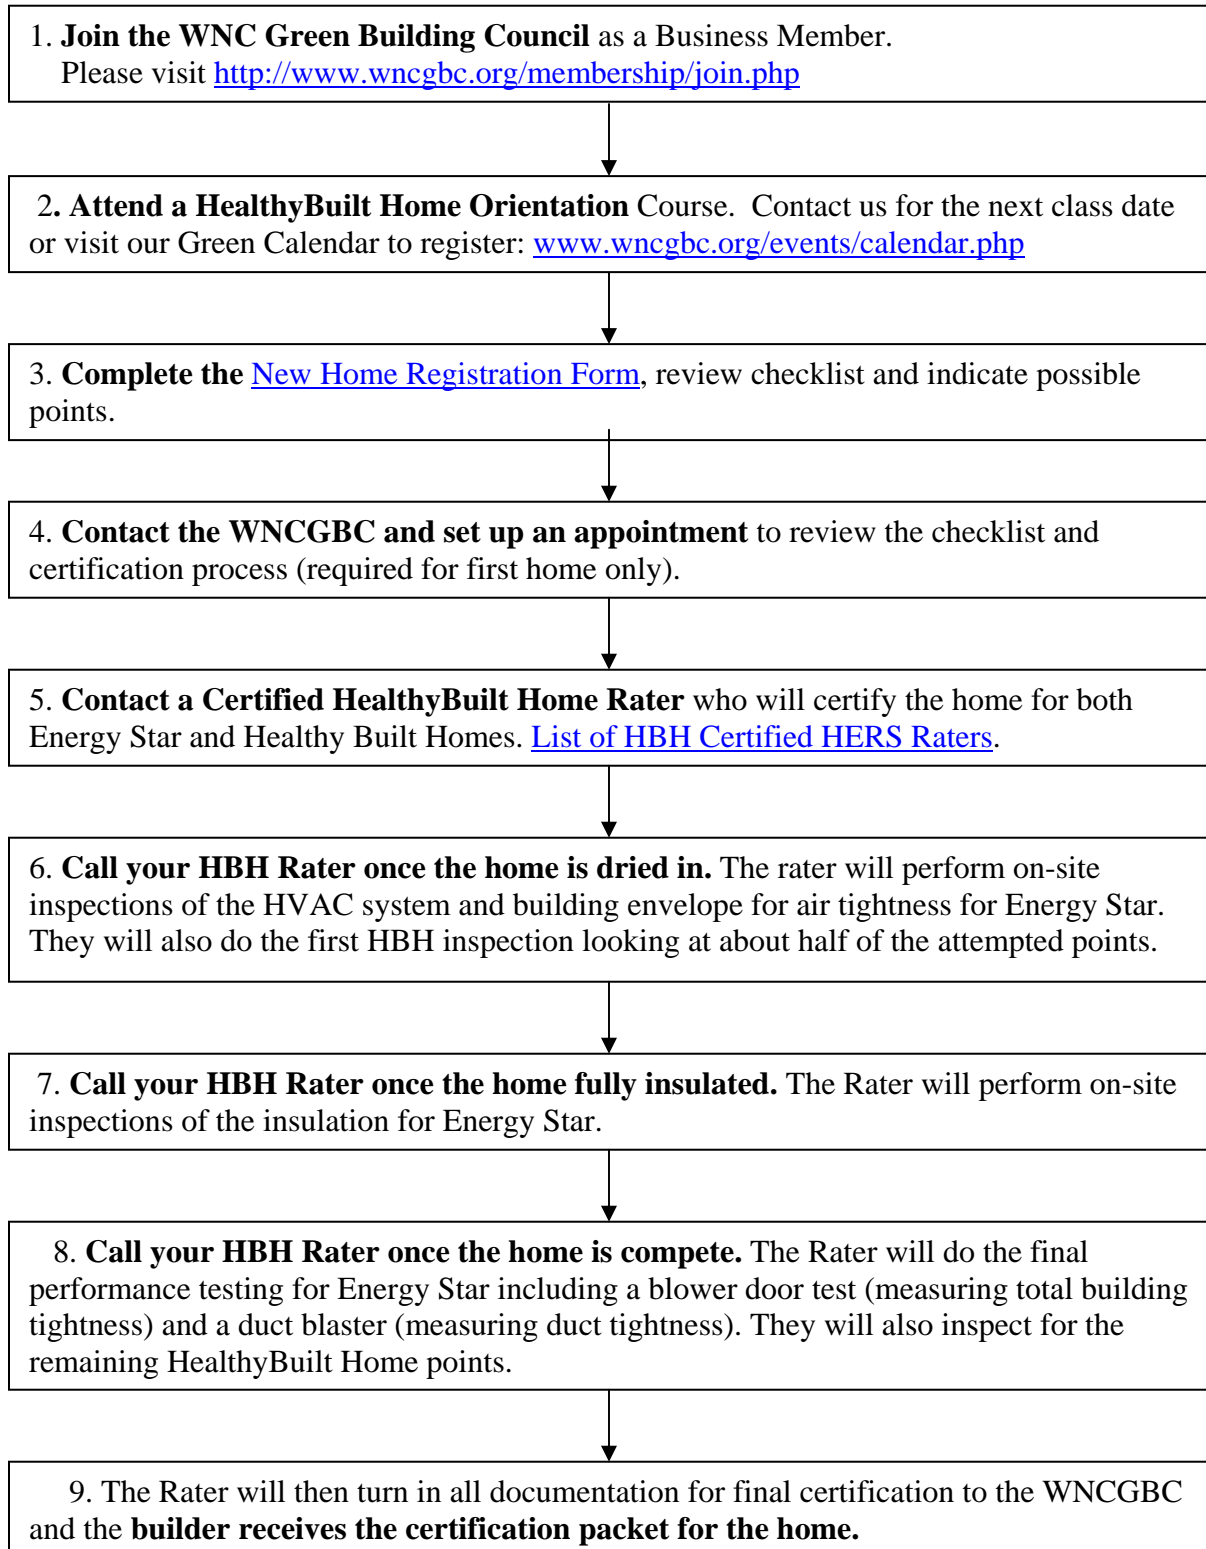 1. Join the WNC Green Building Council as a Business Member.
Please visit http://www.wncgbc.org/membership/join.php
2. Attend a HealthyBuilt Home Orientation Course. Contact us for the next class date
or visit our Green Calendar to register: www.wncgbc.org/events/calendar.php
3. Complete the New Home Registration Form, review checklist and indicate possible
points.
4. Contact the WNCGBC and set up an appointment to review the checklist and
certification process (required for first home only).
5. Contact a Certified HealthyBuilt Home Rater who will certify the home for both
Energy Star and Healthy Built Homes. List of HBH Certified HERS Raters.
6. Call your HBH Rater once the home is dried in. The rater will perform on-site
inspections of the HVAC system and building envelope for air tightness for Energy Star.
They will also do the first HBH inspection looking at about half of the attempted points.
7. Call your HBH Rater once the home fully insulated. The Rater will perform on-site
inspections of the insulation for Energy Star.
8. Call your HBH Rater once the home is compete. The Rater will do the final
performance testing for Energy Star including a blower door test (measuring total building
tightness) and a duct blaster (measuring duct tightness). They will also inspect for the
remaining HealthyBuilt Home points.
9. The Rater will then turn in all documentation for final certification to the WNCGBC
and the builder receives the certification packet for the home.